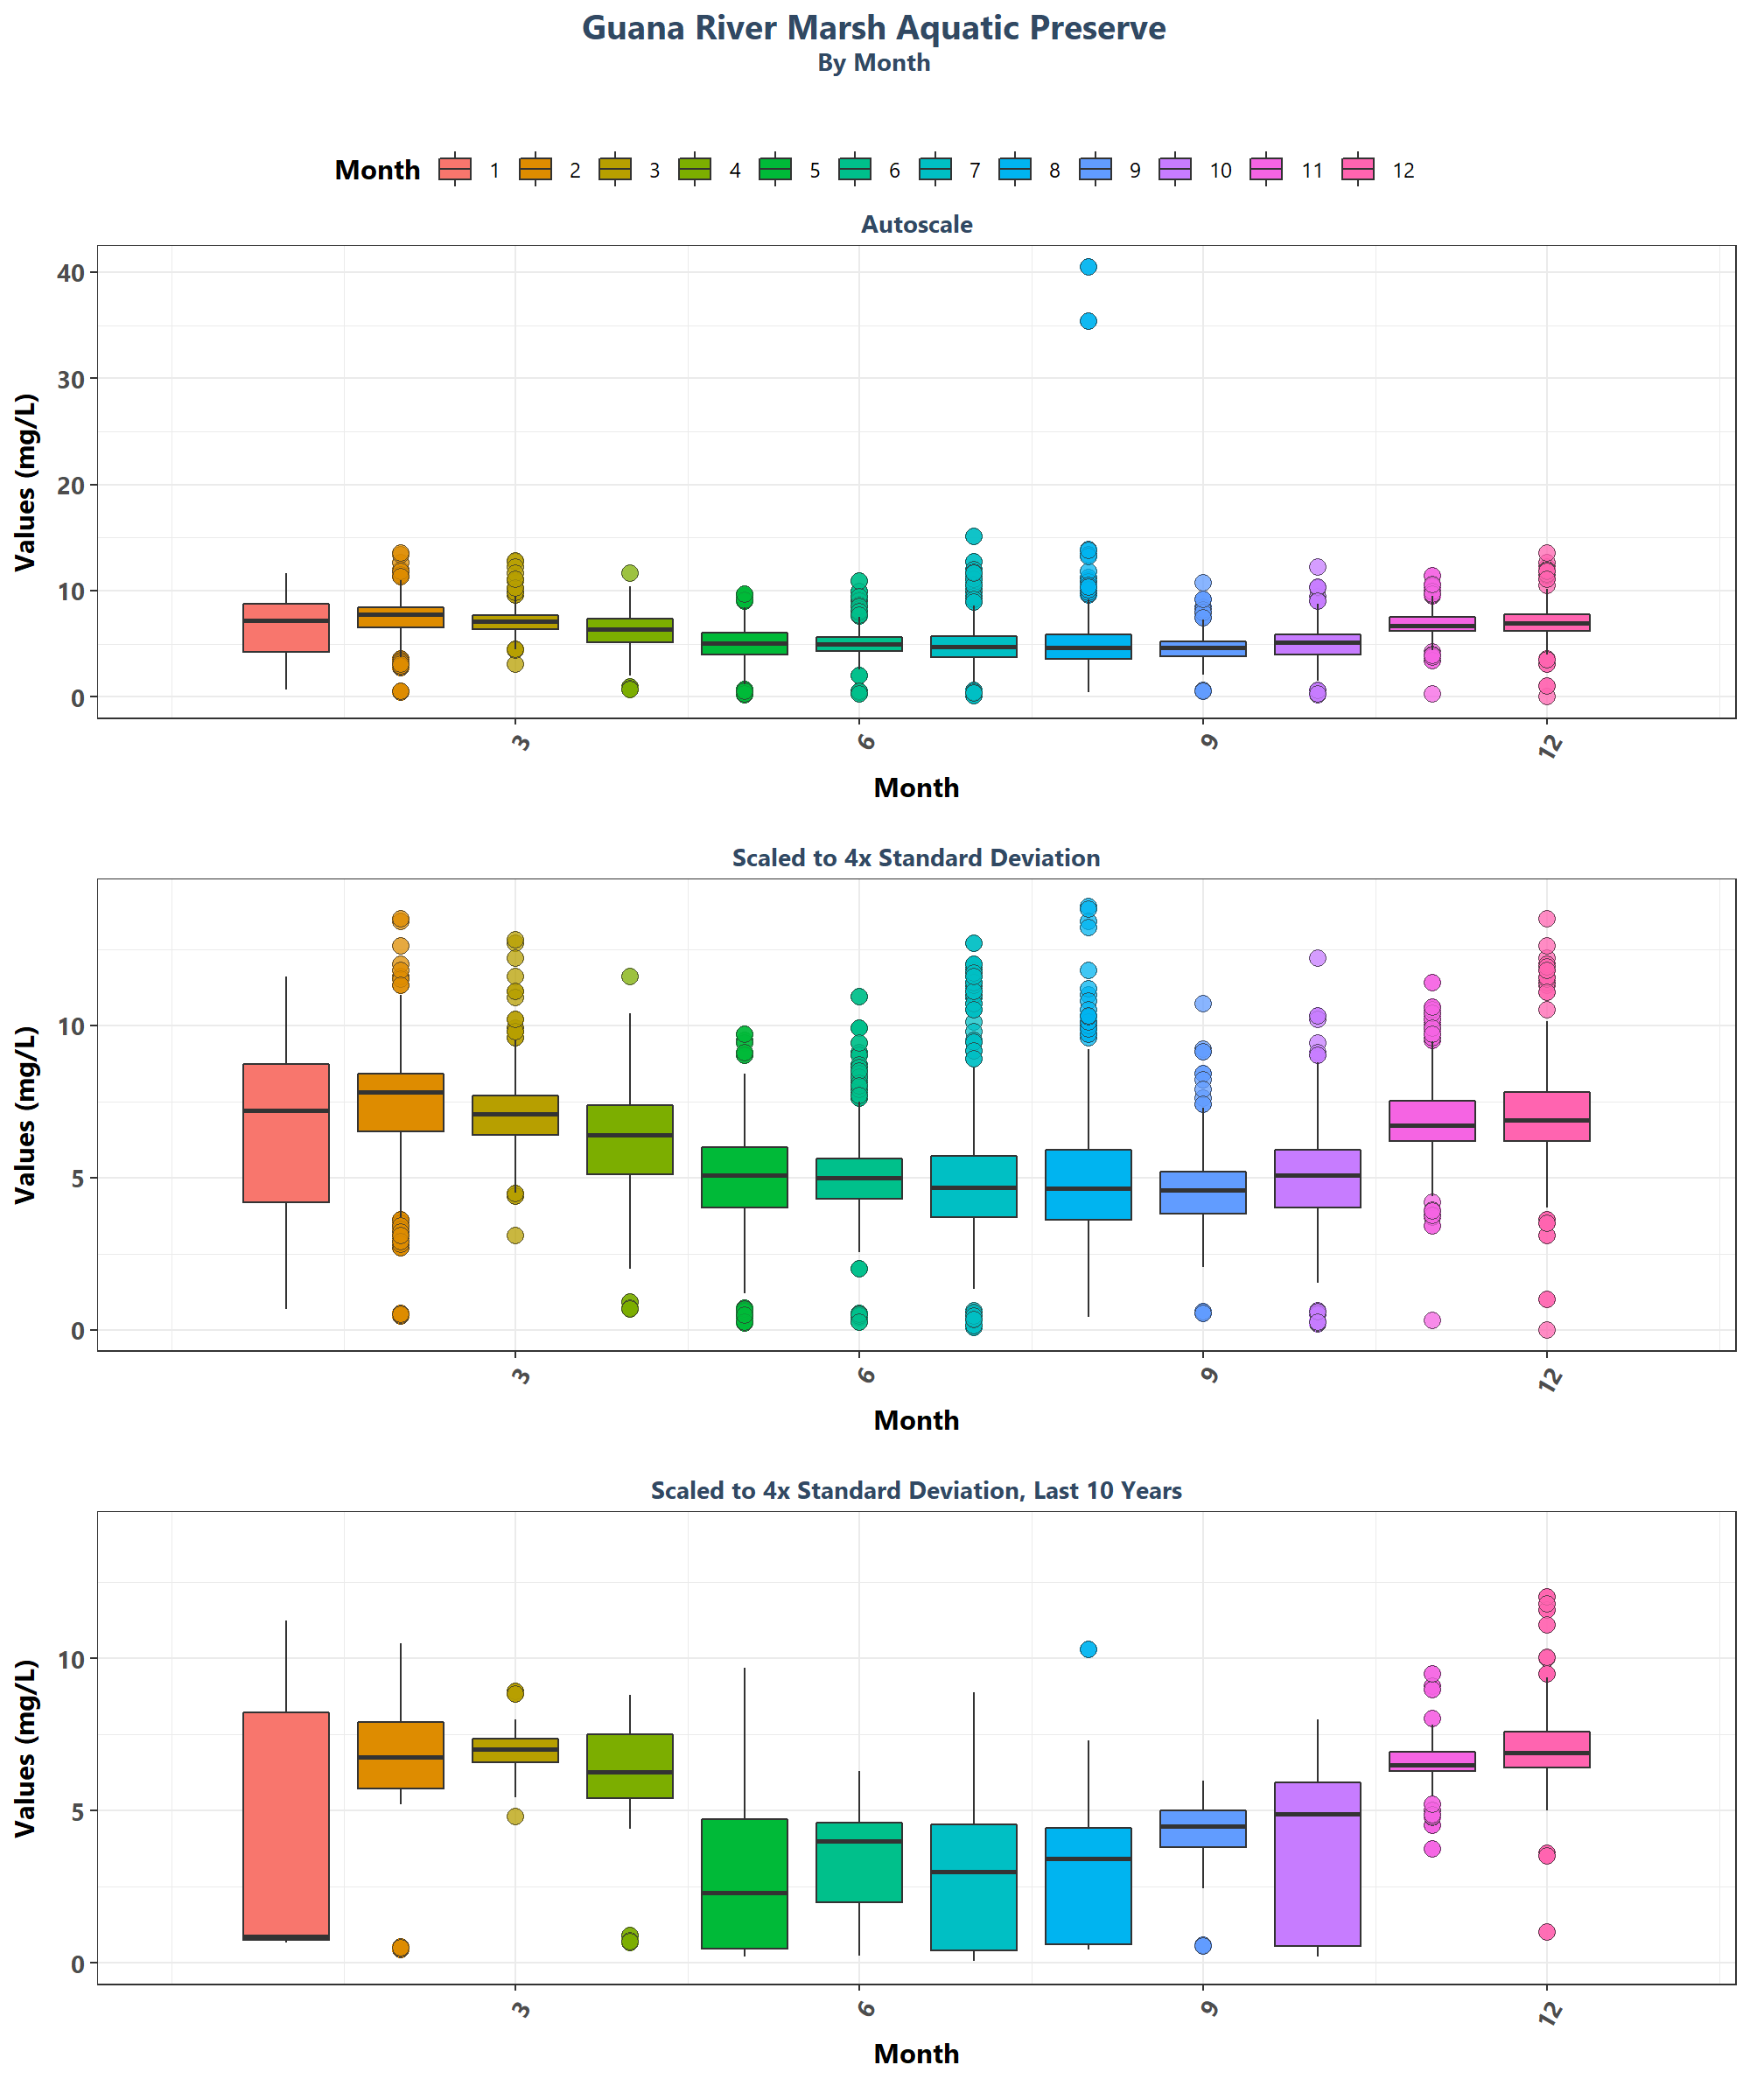 Guana River Marsh Aquatic Preserve
By Month
Month 1 2 3 4 5 6 7 8 9 10 11 12
Autoscale
Values (mg/L)
40
30
20
10
0
3 6 9 12
Month
Scaled to 4x Standard Deviation
Values (mg/L)
10
5
0
3 6 9 12
Month
Scaled to 4x Standard Deviation, Last 10 Years
Values (mg/L)
10
5
0
3 6 9 12
Month